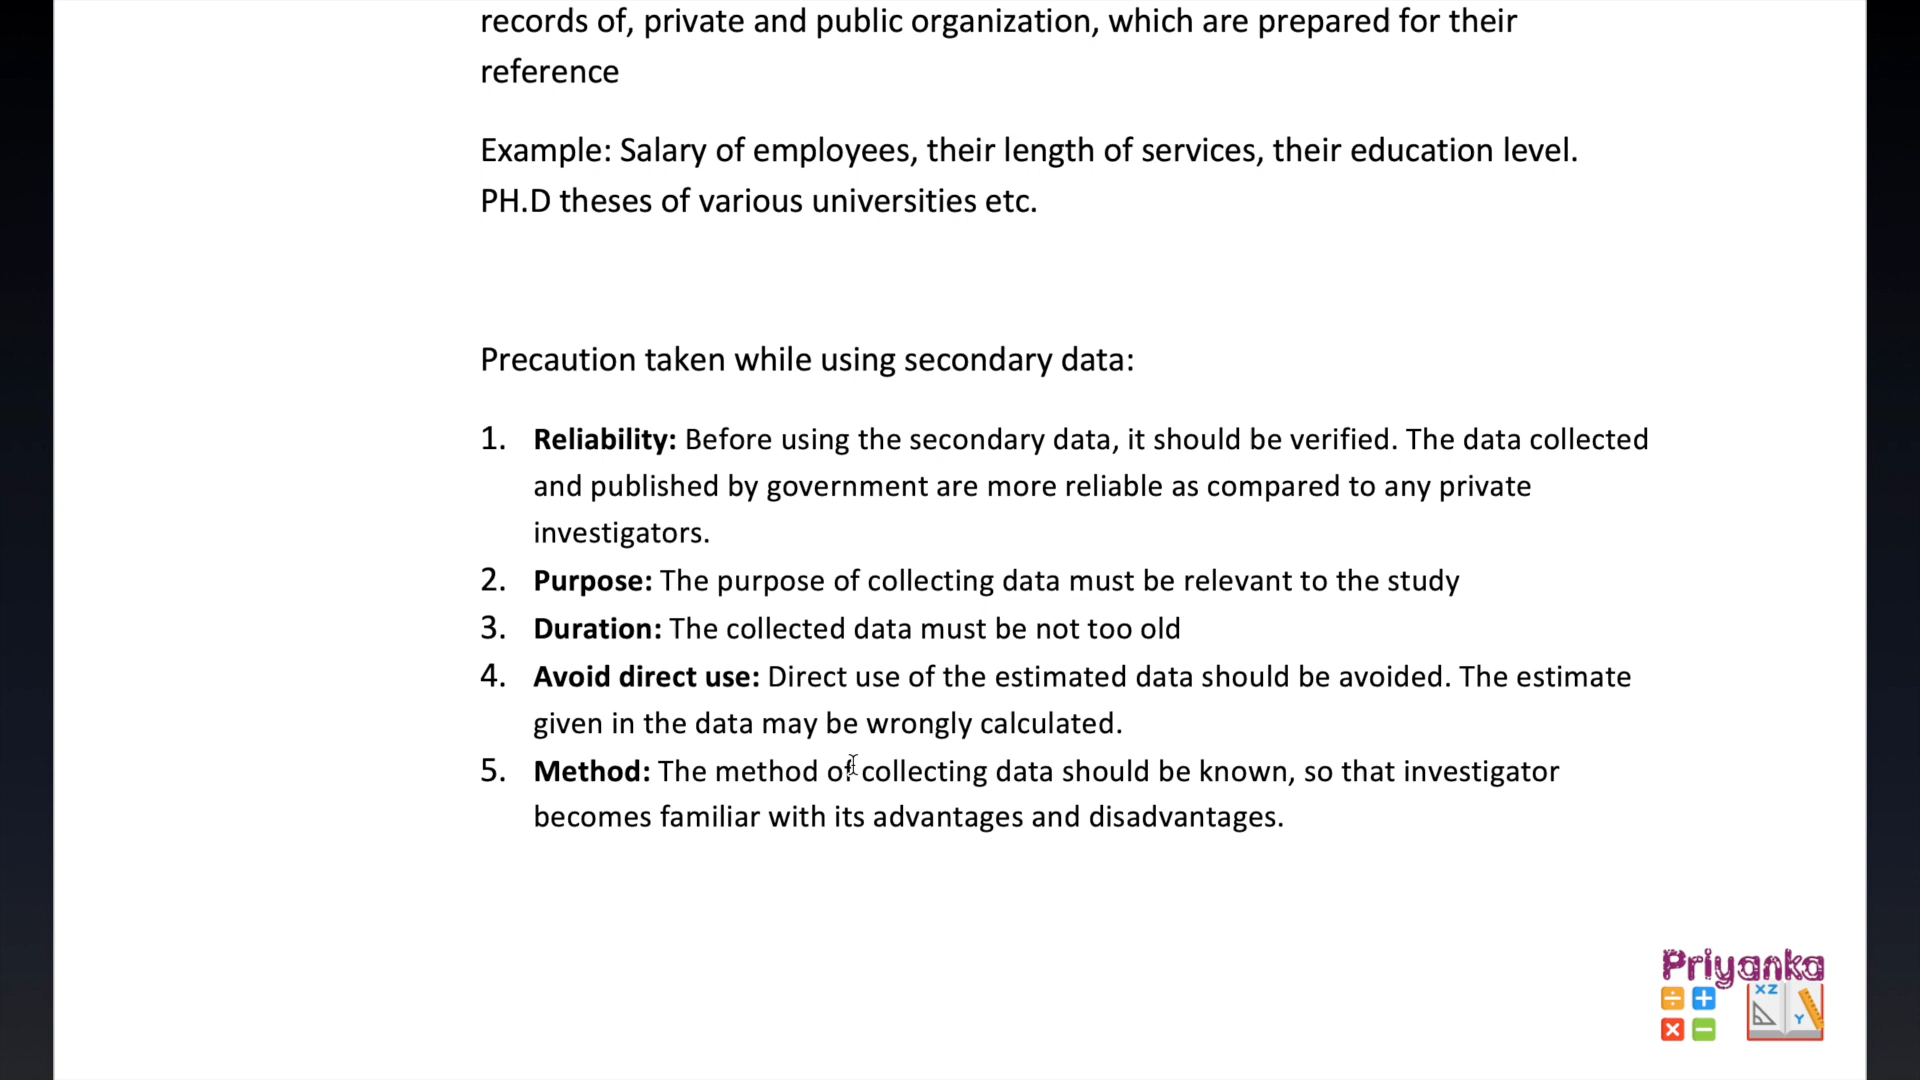 records of, private and public organization, which are prepared for their
reference
Example: Salary of employees, their length of services, their education level.
PH.D theses of various universities etc.
Precaution taken while using secondary data:
1. Reliability: Before using the secondary data, it should be verified. The data collected
and published by government are more reliable as compared to any private
investigators.
2. Purpose: The purpose of collecting data must be relevant to the study
3. Duration: The collected data must be not too old
4. Avoid direct use: Direct use of the estimated data should be avoided. The estimate
given in the data may be wrongly calculated.
5. Method: The method of collecting data should be known, so that investigator
becomes familiar with its advantages and disadvantages.
Priyanka
XZ
Y